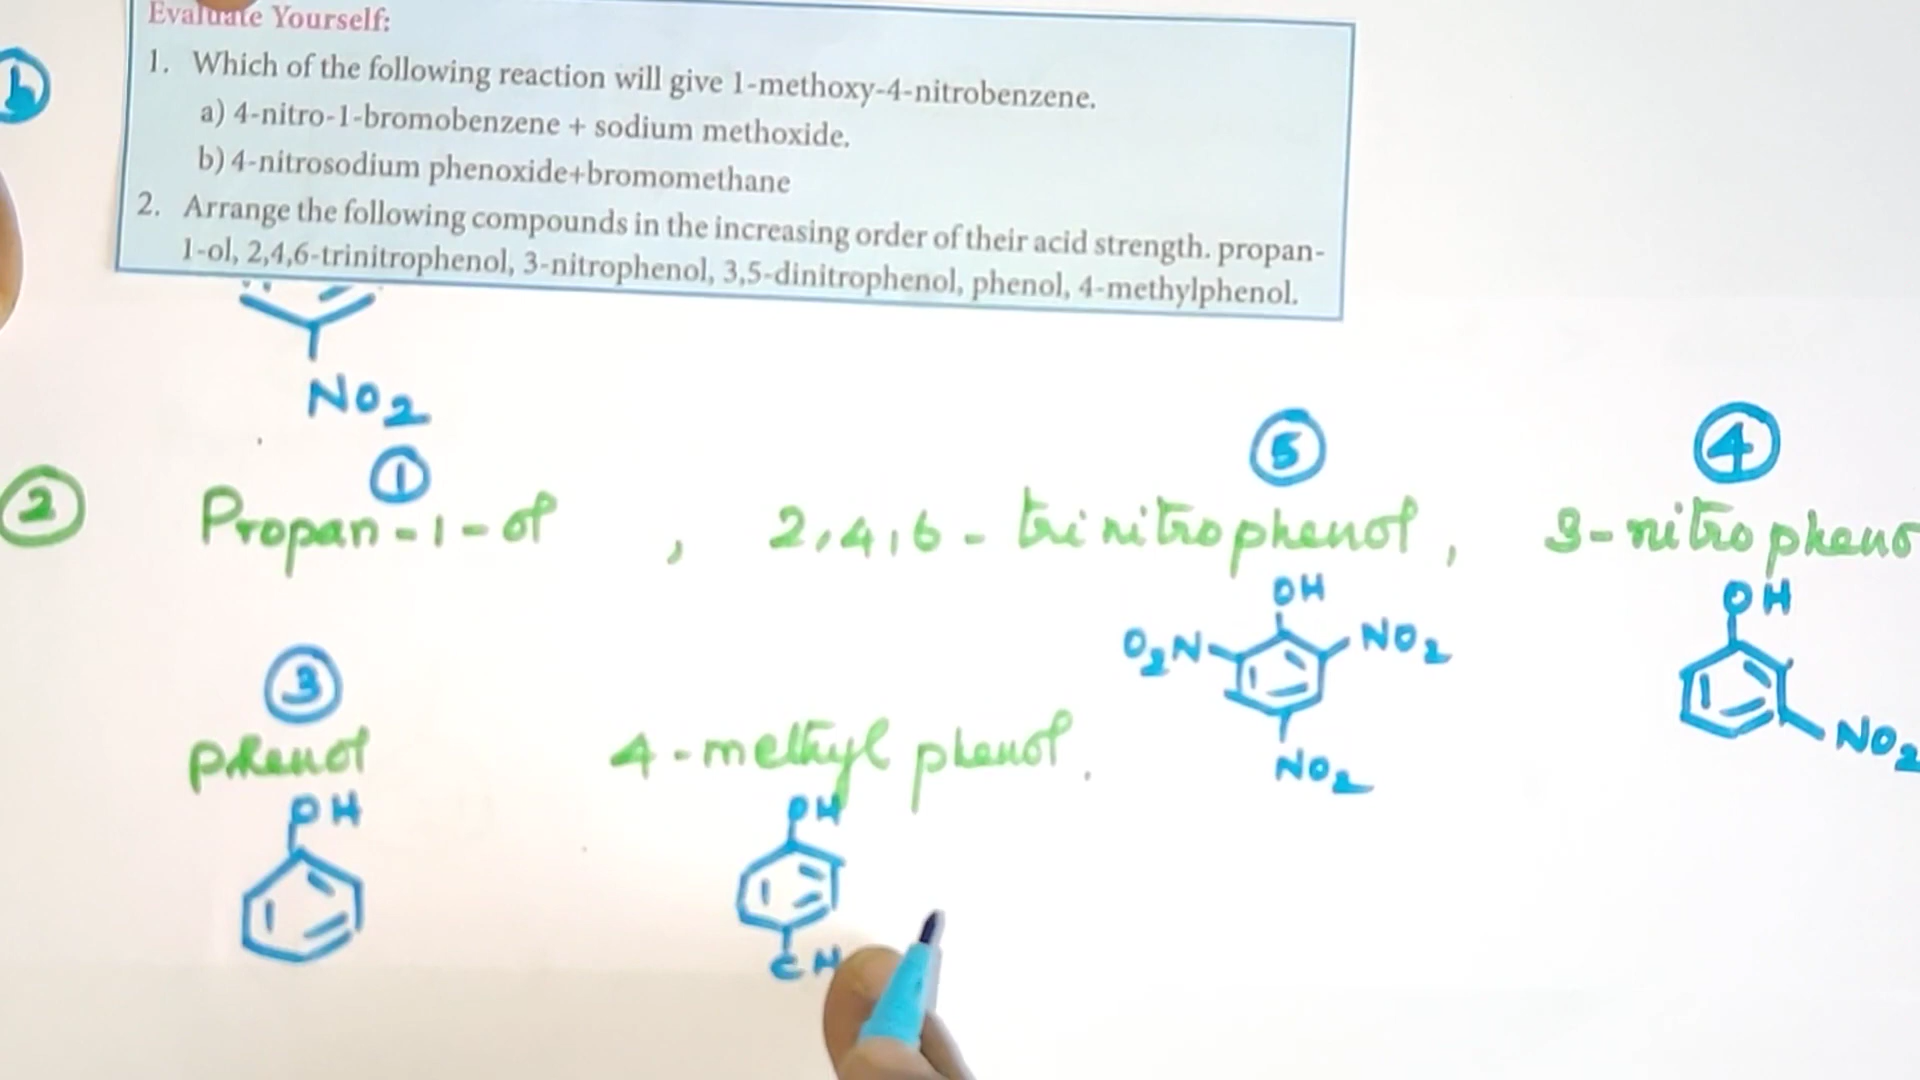 Evaluate Yourself:
b
1. Which of the following reaction will give 1-methoxy-4-nitrobenzene.
a) 4-nitro-1-bromobenzene + sodium methoxide.
b) 4-nitrosodium phenoxide+bromomethane
2. Arrange the following compounds in the increasing order of their acid strength. propan-
1-ol, 2,4,6-trinitrophenol, 3-nitrophenol, 3,5-dinitrophenol, phenol, 4-methylphenol.
NO2
1 5 4
2 Propan-1-ol, 2,4,6-trinitrophenol, 3-nitropheno
OH OH
O2N NO2
NO2
NO2
3
phenol 4-methyl phenol.
OH OH
CH